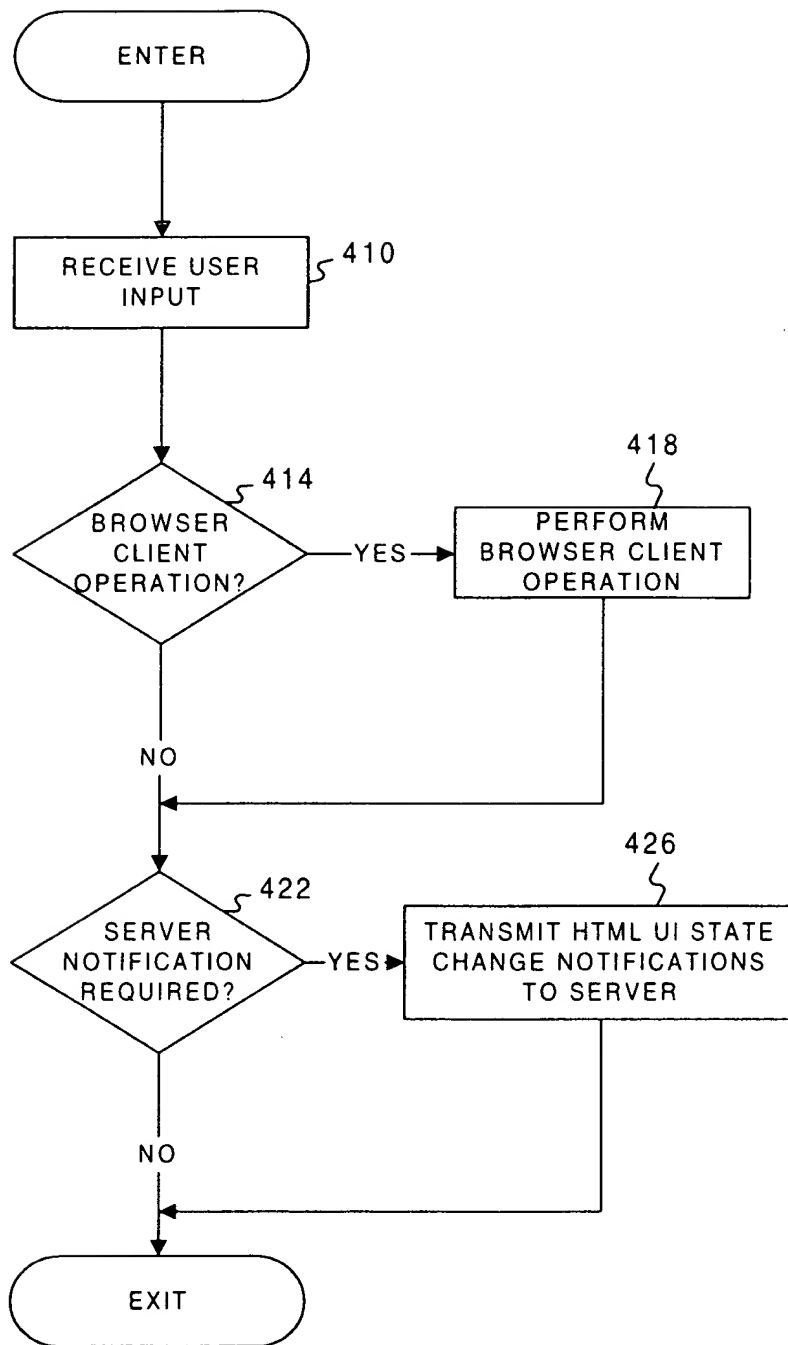 ENTER
RECEIVE USER
INPUT
410
414
BROWSER
CLIENT
OPERATION?
YES
418
PERFORM
BROWSER CLIENT
OPERATION
NO
422
SERVER
NOTIFICATION
REQUIRED?
YES
426
TRANSMIT HTML UI STATE
CHANGE NOTIFICATIONS
TO SERVER
NO
EXIT